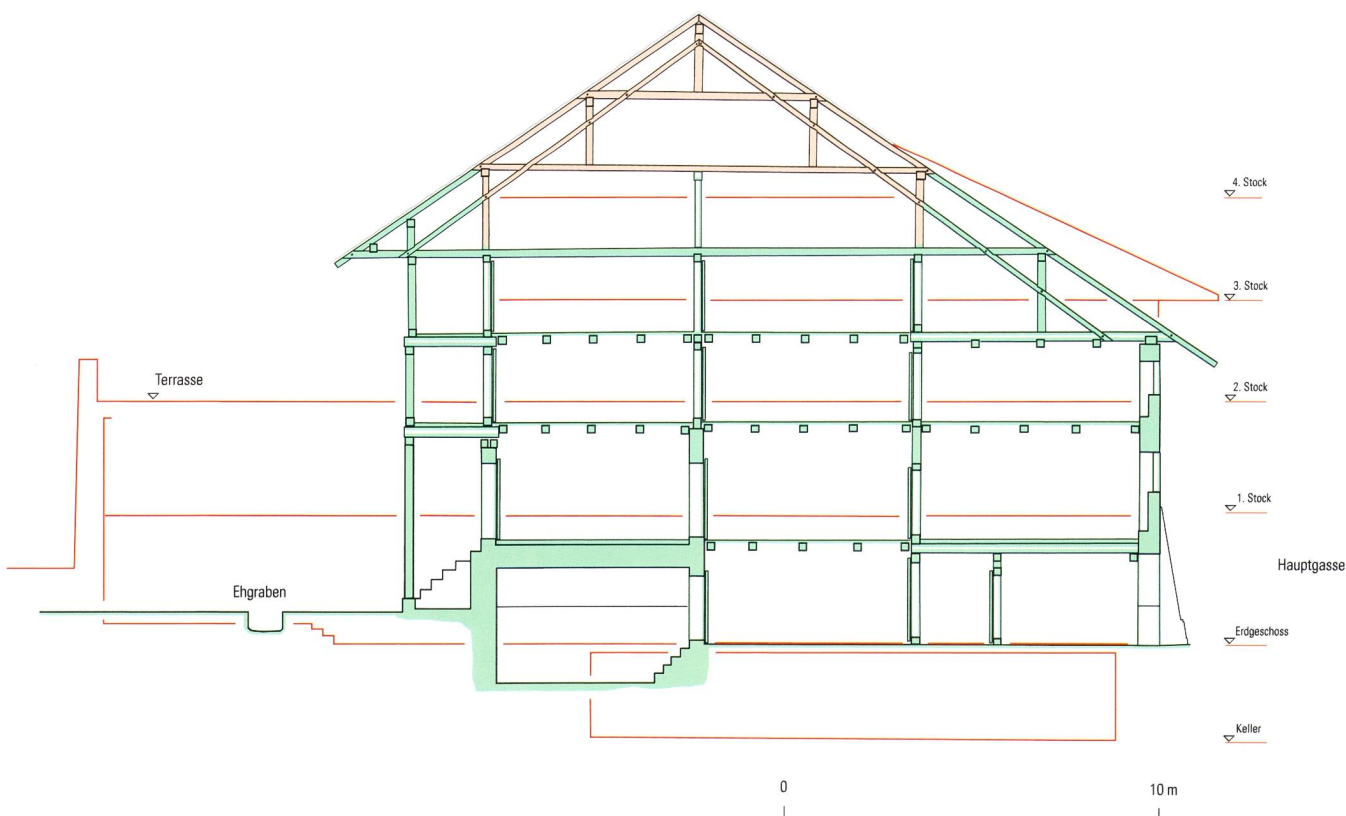 4. Stock
3. Stock
Terrasse
2. Stock
1. Stock
Hauptgasse
Ehgraben
Erdgeschoss
Keller
0
10 m